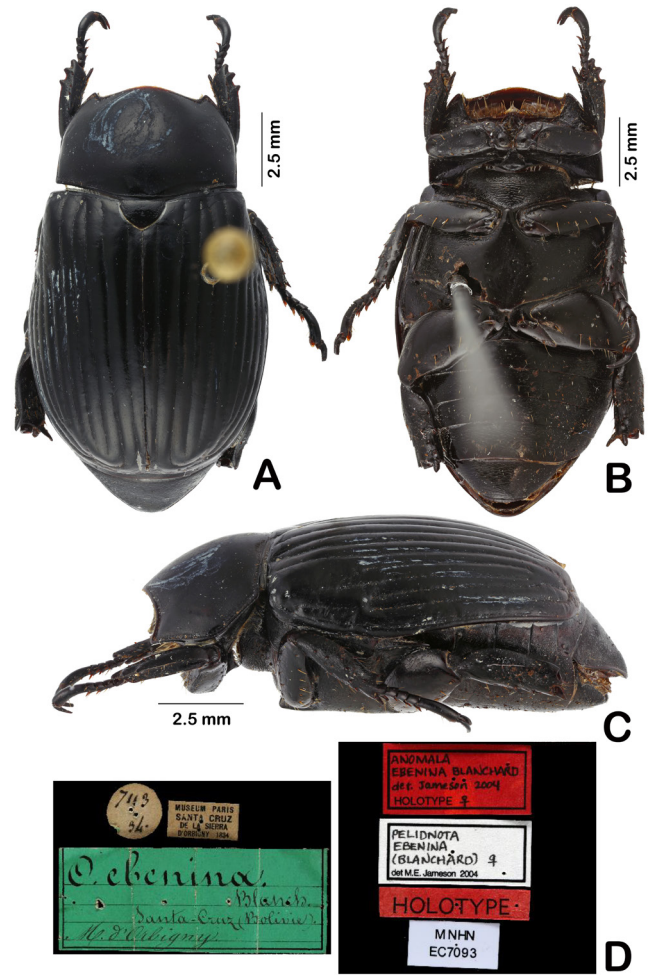 2.5 mm
2.5 mm
A
B
2.5 mm
C
743
34.
MUSEUM PARIS
SANTA CRUZ
DE LA SIERRA
D'ORBIGNY 1834
O. ebenina.
Blanch.
Santa-Cruz (Bolivie).
M. d'Orbigny.
ANOMALA
EBENINA BLANCHARD
det. Jameson 2004
HOLOTYPE ♀
PELIDNOTA
EBENINA
(BLANCHARD) ♀
det M.E. Jameson 2004
HOLOTYPE
MNHN
EC7093
D